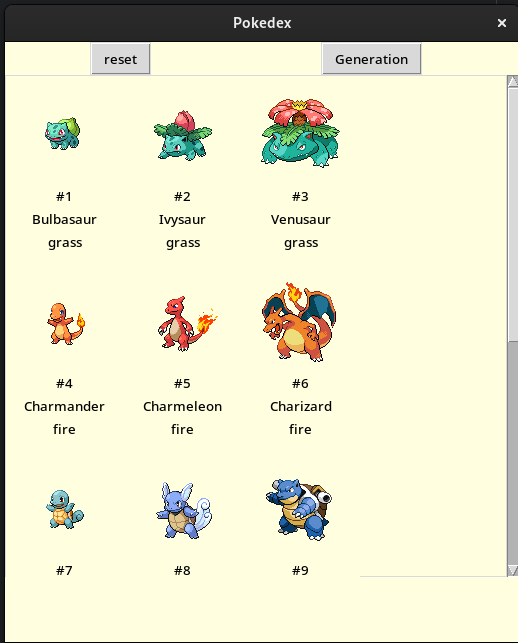 Pokedex ×
reset Generation
#1 #2 #3
Bulbasaur Ivysaur Venusaur
grass grass grass
#4 #5 #6
Charmander Charmeleon Charizard
fire fire fire
#7 #8 #9